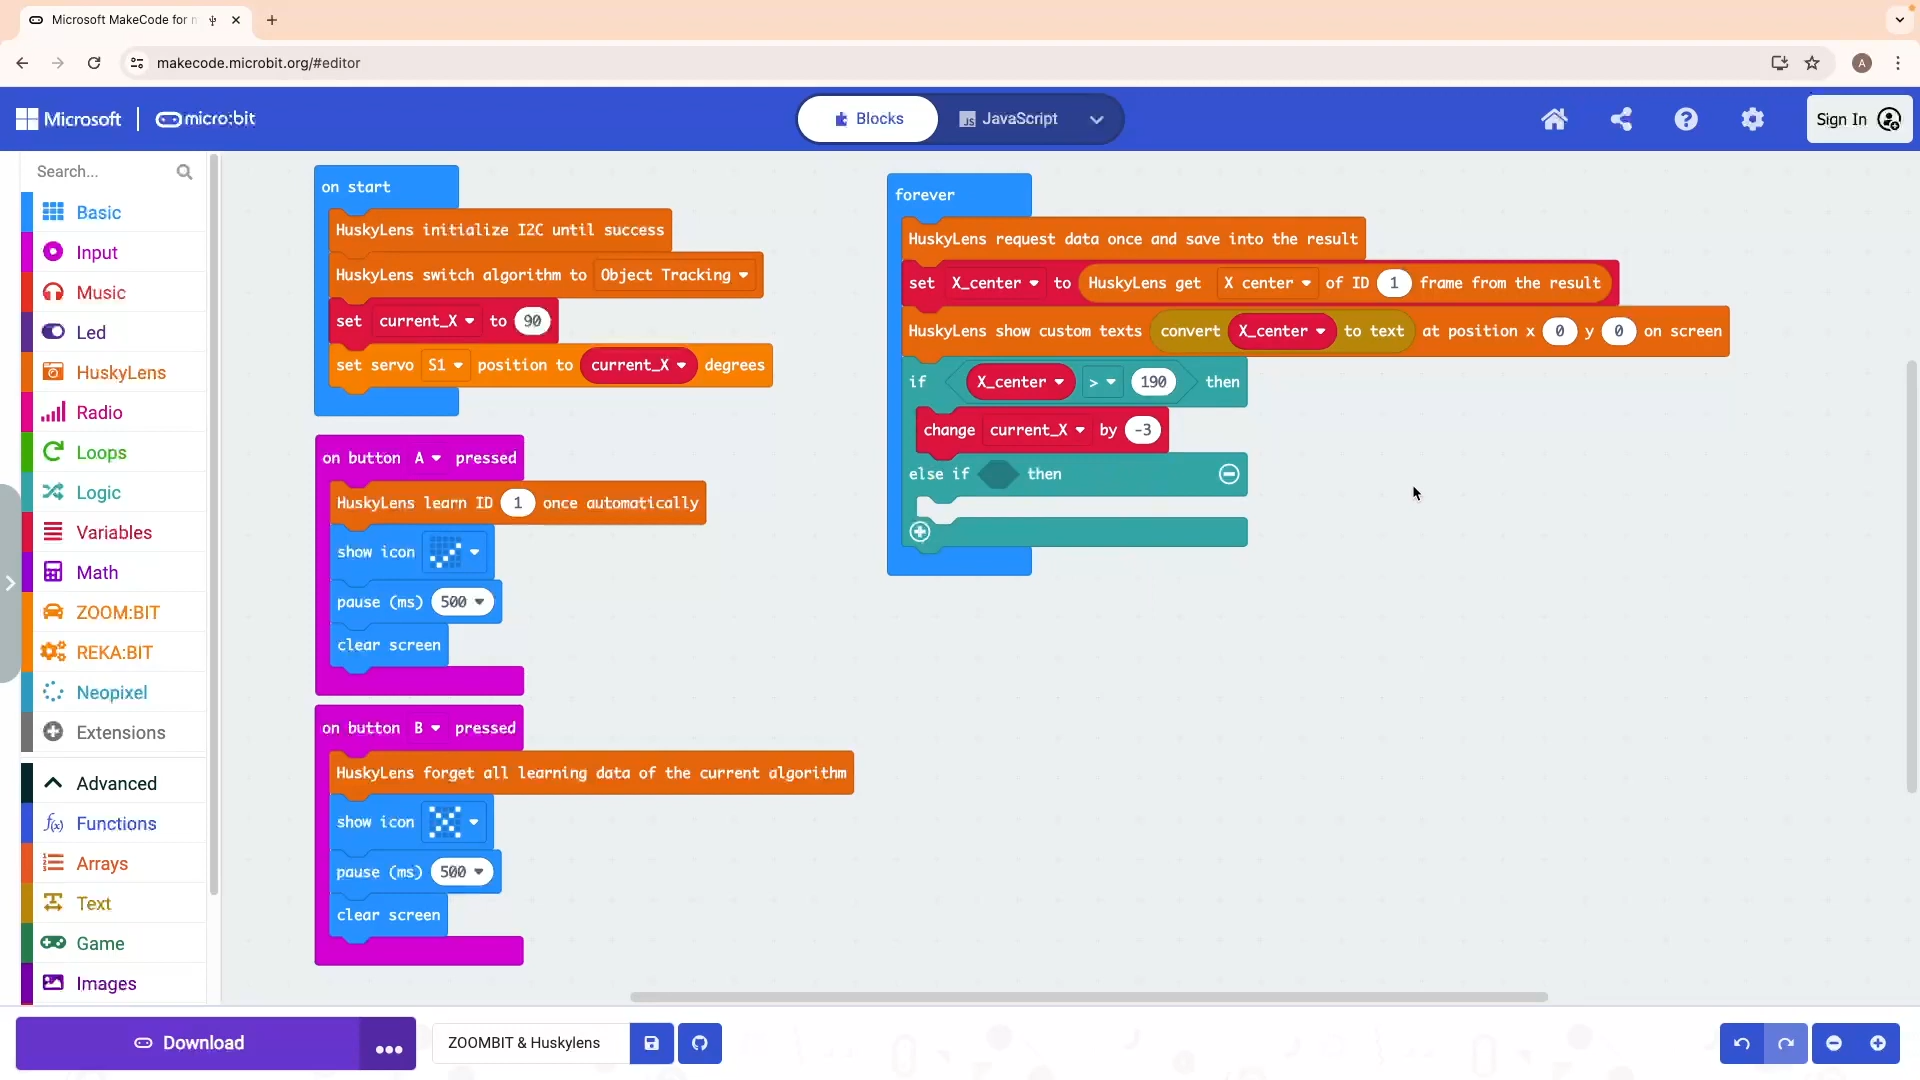 Microsoft MakeCode for m
makecode.microbit.org/#editor
A
Microsoft
micro:bit
Blocks
JS JavaScript
Sign In
Search...
Basic
Input
Music
Led
HuskyLens
Radio
Loops
Logic
Variables
Math
ZOOM:BIT
REKA:BIT
Neopixel
Extensions
Advanced
Functions
Arrays
Text
Game
Images
on start
HuskyLens initialize I2C until success
HuskyLens switch algorithm to Object Tracking
set current_X to 90
set servo S1 position to current_X degrees
on button A pressed
HuskyLens learn ID 1 once automatically
show icon
pause (ms) 500
clear screen
on button B pressed
HuskyLens forget all learning data of the current algorithm
show icon
pause (ms) 500
clear screen
forever
HuskyLens request data once and save into the result
set X_center to HuskyLens get X center of ID 1 frame from the result
HuskyLens show custom texts convert X_center to text at position x 0 y 0 on screen
if X_center > 190 then
change current_X by -3
else if then
Download
ZOOMBIT & Huskylens